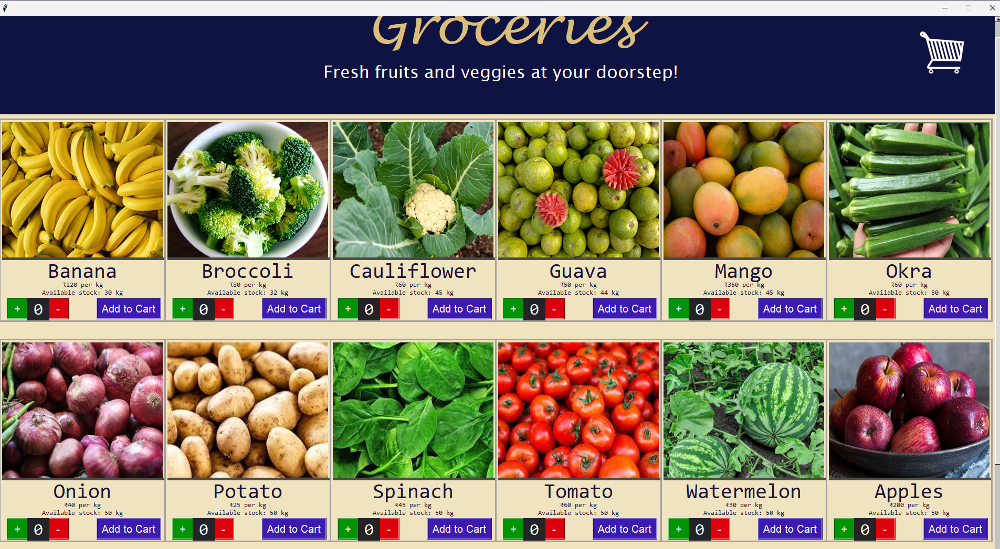 Groceries
Fresh fruits and veggies at your doorstep!
Banana
₹120 per kg
Available stock: 30 kg
+ 0 - Add to Cart
Broccoli
₹80 per kg
Available stock: 32 kg
+ 0 - Add to Cart
Cauliflower
₹60 per kg
Available stock: 45 kg
+ 0 - Add to Cart
Guava
₹50 per kg
Available stock: 44 kg
+ 0 - Add to Cart
Mango
₹350 per kg
Available stock: 45 kg
+ 0 - Add to Cart
Okra
₹60 per kg
Available stock: 50 kg
+ 0 - Add to Cart
Onion
₹40 per kg
Available stock: 50 kg
+ 0 - Add to Cart
Potato
₹25 per kg
Available stock: 50 kg
+ 0 - Add to Cart
Spinach
₹45 per kg
Available stock: 50 kg
+ 0 - Add to Cart
Tomato
₹60 per kg
Available stock: 50 kg
+ 0 - Add to Cart
Watermelon
₹30 per kg
Available stock: 50 kg
+ 0 - Add to Cart
Apples
₹200 per kg
Available stock: 50 kg
+ 0 - Add to Cart